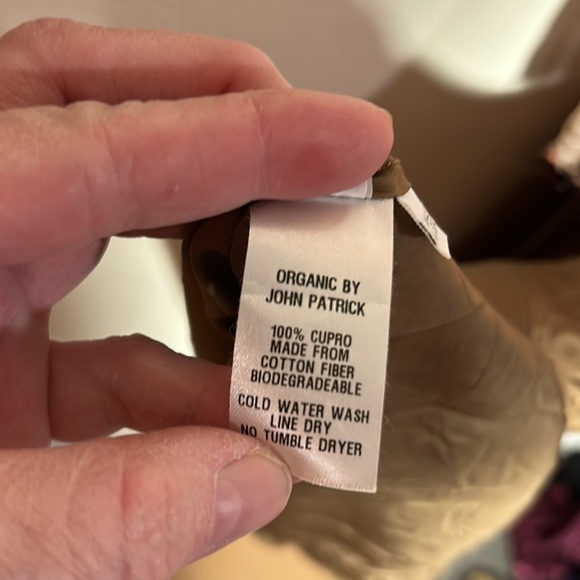 ORGANIC BY
JOHN PATRICK
100% CUPRO
MADE FROM
COTTON FIBER
BIODEGRADEABLE
COLD WATER WASH
LINE DRY
NO TUMBLE DRYER